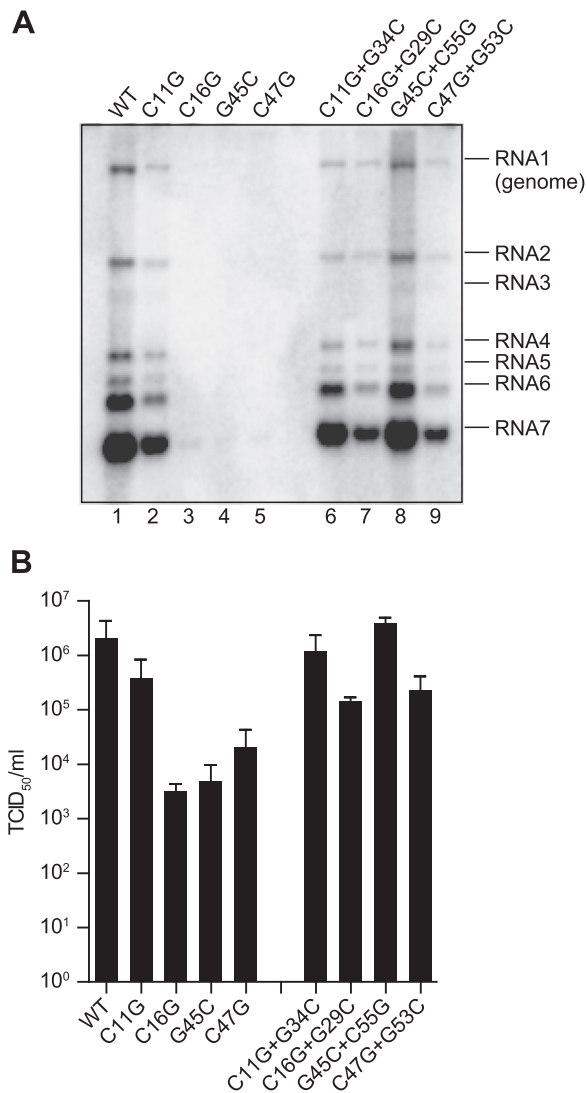 A
WT C11G C16G G45C C47G C11G+G34C C16G+G29C G45C+C55G C47G+G53C
RNA1
(genome)
RNA2
RNA3
RNA4
RNA5
RNA6
RNA7
1 2 3 4 5 6 7 8 9
B
TCID50/ml
10^7
10^6
10^5
10^4
10^3
10^2
10^1
10^0
WT C11G C16G G45C C47G C11G+G34C C16G+G29C G45C+C55G C47G+G53C